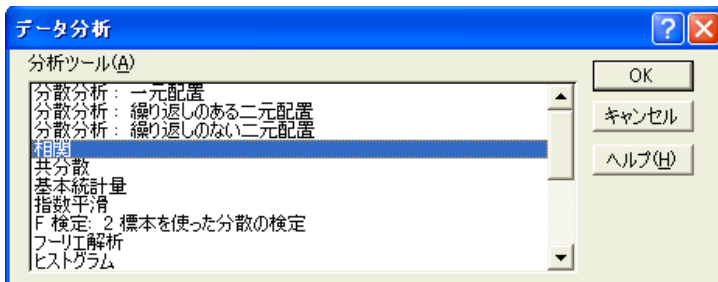 データ分析
分析ツール(A)
分散分析: 一元配置
分散分析: 繰り返しのある二元配置
分散分析: 繰り返しのない二元配置
相関
共分散
基本統計量
指数平滑
F 検定: 2 標本を使った分散の検定
フーリエ解析
ヒストグラム
OK
キャンセル
ヘルプ(H)